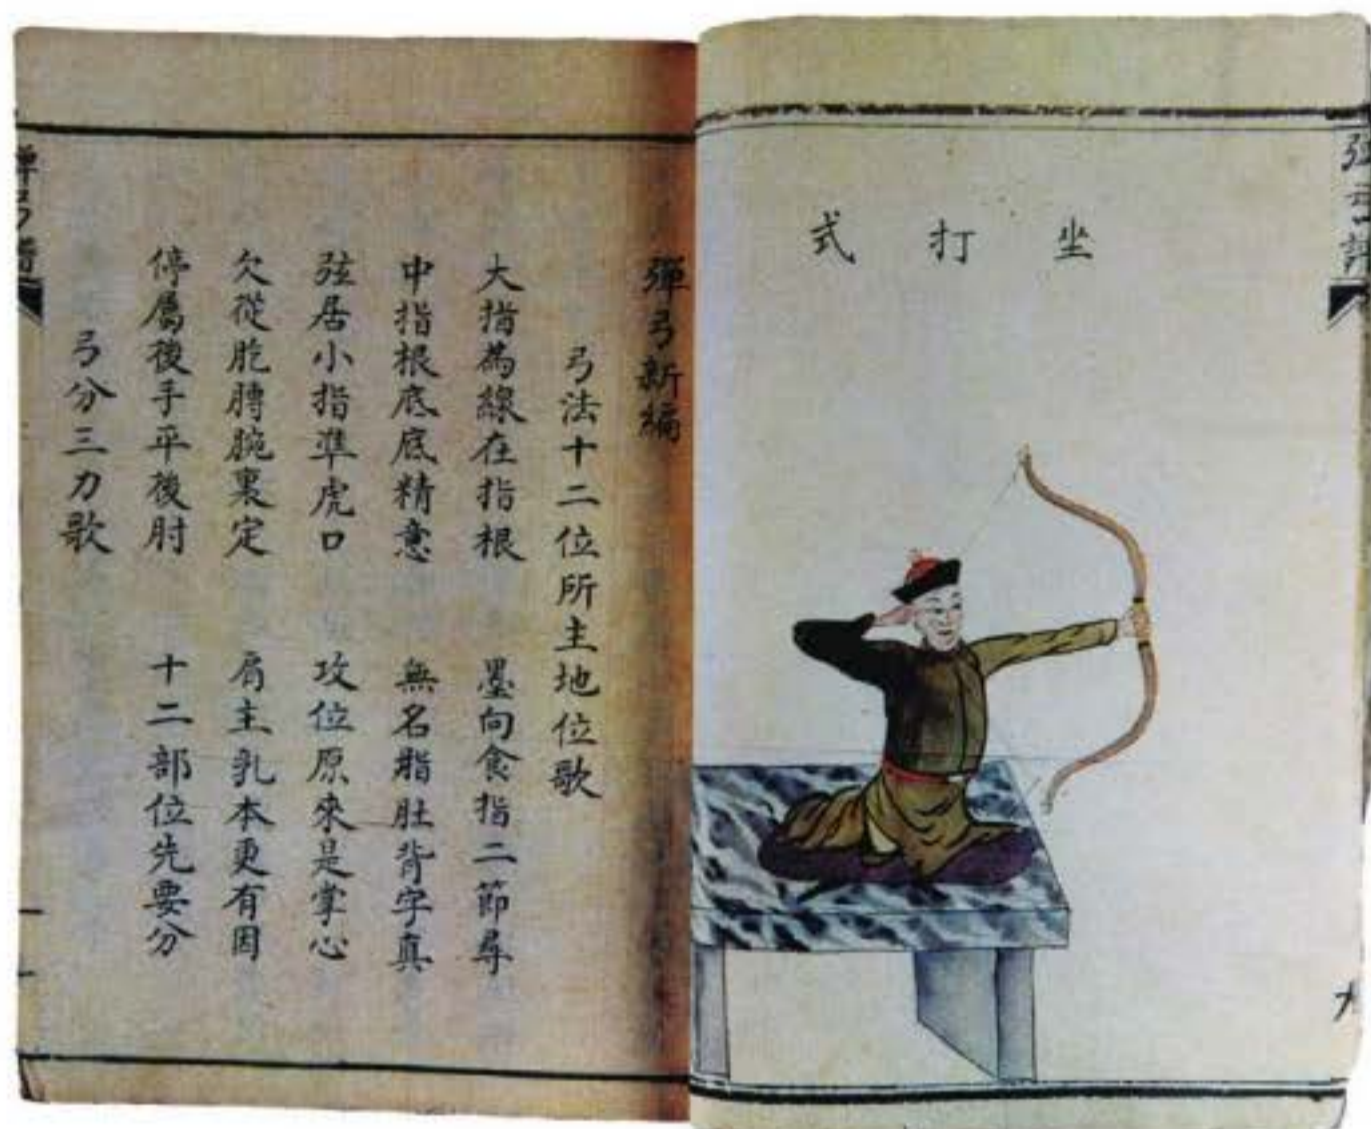 坐打式
彈弓新編
弓法十二位所主地位歌
大指為線在指根 墨向食指二節尋
中指根底底精意 無名脂肚背字真
弦居小指準虎口 攻位原來是掌心
欠從肐膊腕裏定 肩主乳本更有因
停屬後手平後肘 十二部位先要分
弓分三力歌